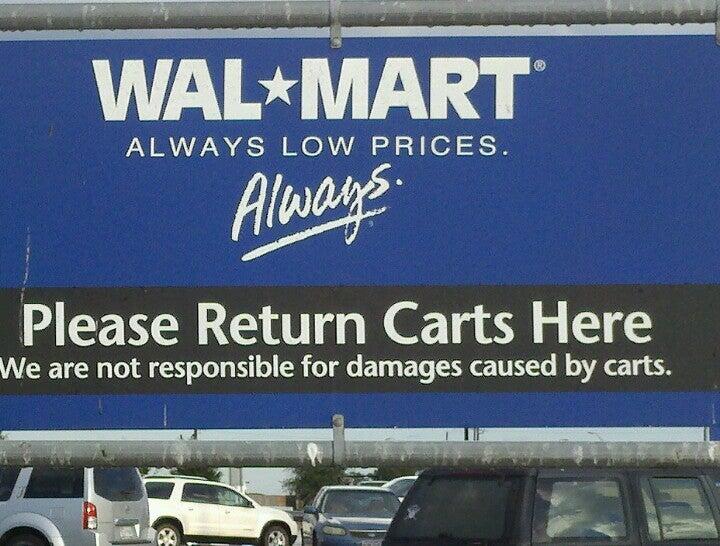 WAL★MART®
ALWAYS LOW PRICES.
Always.
Please Return Carts Here
We are not responsible for damages caused by carts.